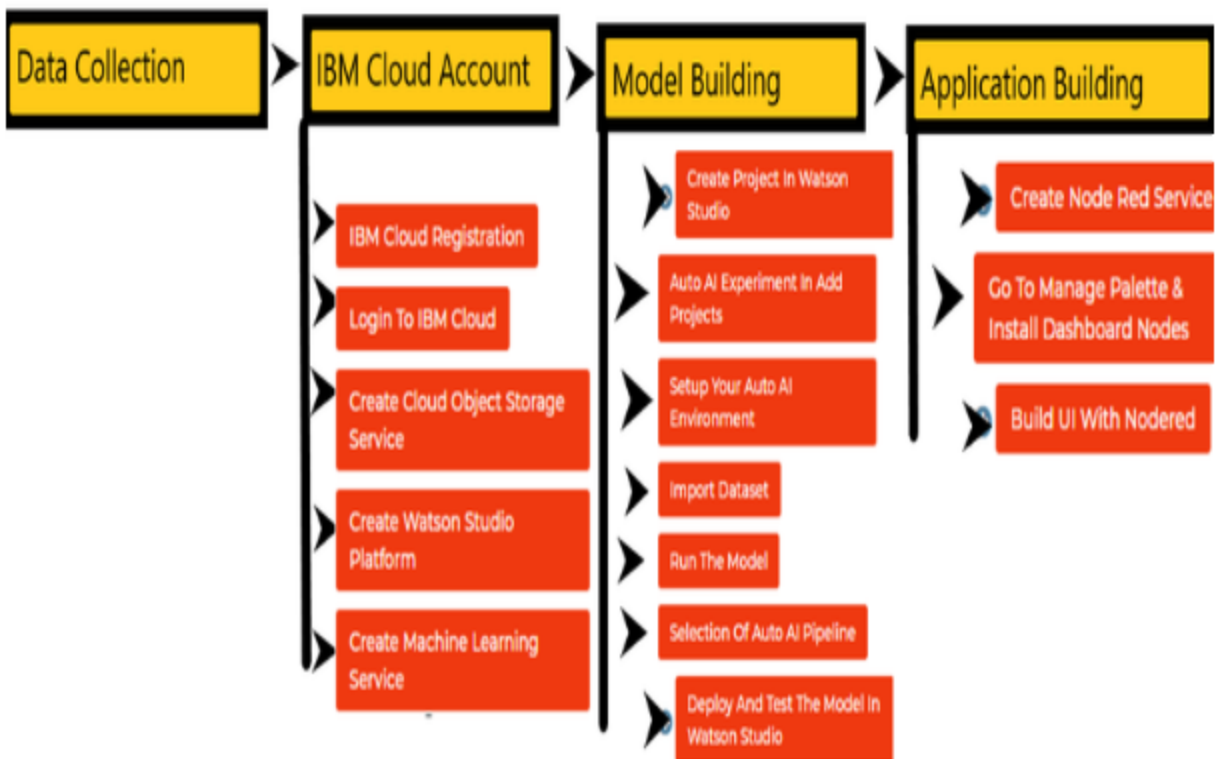 Data Collection
IBM Cloud Account
Model Building
Application Building
IBM Cloud Registration
Login To IBM Cloud
Create Cloud Object Storage
Service
Create Watson Studio
Platform
Create Machine Learning
Service
Create Project In Watson
Studio
Auto AI Experiment In Add
Projects
Setup Your Auto AI
Environment
Import Dataset
Run The Model
Selection Of Auto AI Pipeline
Deploy And Test The Model In
Watson Studio
Create Node Red Service
Go To Manage Palette &
Install Dashboard Nodes
Build UI With Nodered